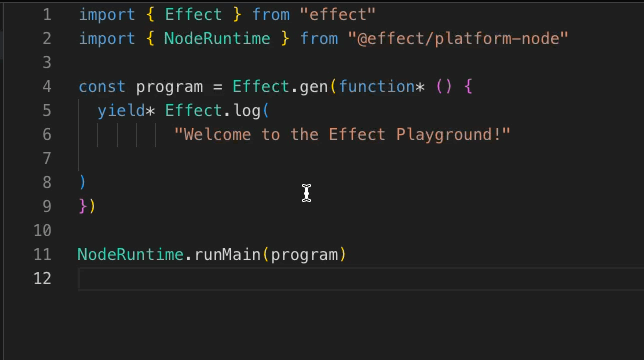 1 import { Effect } from "effect"
2 import { NodeRuntime } from "@effect/platform-node"
3
4 const program = Effect.gen(function* () {
5   yield* Effect.log(
6           "Welcome to the Effect Playground!"
7
8 )
9 })
10
11 NodeRuntime.runMain(program)
12